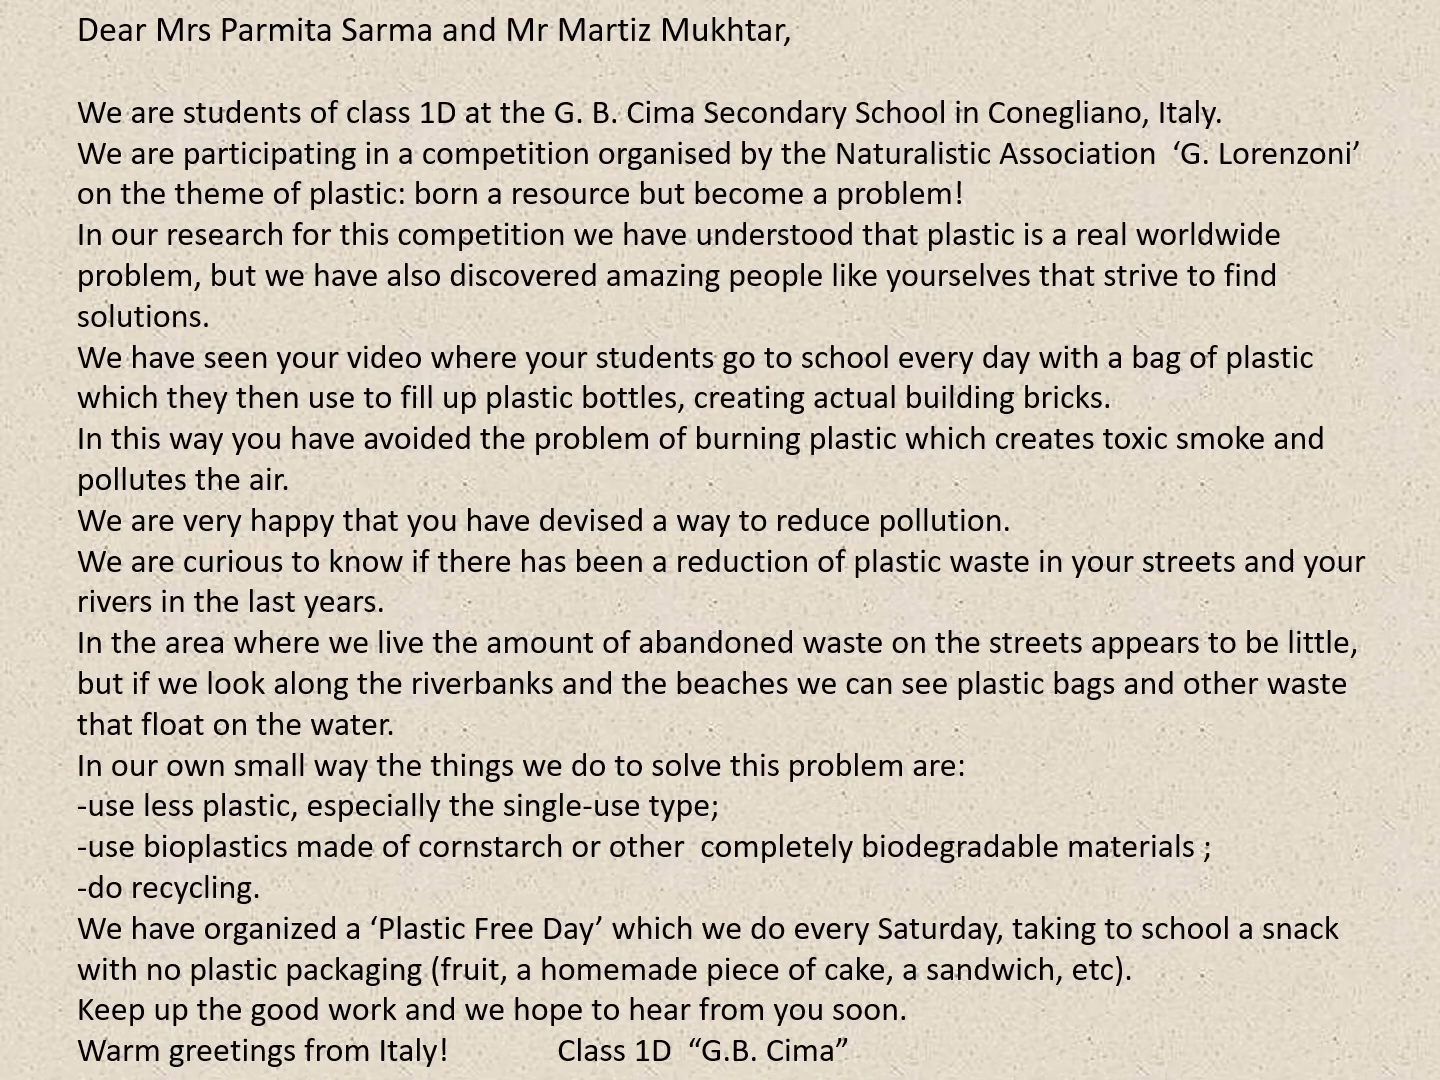 Dear Mrs Parmita Sarma and Mr Martiz Mukhtar,
We are students of class 1D at the G. B. Cima Secondary School in Conegliano, Italy.
We are participating in a competition organised by the Naturalistic Association  ‘G. Lorenzoni’
on the theme of plastic: born a resource but become a problem!
In our research for this competition we have understood that plastic is a real worldwide
problem, but we have also discovered amazing people like yourselves that strive to find
solutions.
We have seen your video where your students go to school every day with a bag of plastic
which they then use to fill up plastic bottles, creating actual building bricks.
In this way you have avoided the problem of burning plastic which creates toxic smoke and
pollutes the air.
We are very happy that you have devised a way to reduce pollution.
We are curious to know if there has been a reduction of plastic waste in your streets and your
rivers in the last years.
In the area where we live the amount of abandoned waste on the streets appears to be little,
but if we look along the riverbanks and the beaches we can see plastic bags and other waste
that float on the water.
In our own small way the things we do to solve this problem are:
-use less plastic, especially the single-use type;
-use bioplastics made of cornstarch or other  completely biodegradable materials ;
-do recycling.
We have organized a ‘Plastic Free Day’ which we do every Saturday, taking to school a snack
with no plastic packaging (fruit, a homemade piece of cake, a sandwich, etc).
Keep up the good work and we hope to hear from you soon.
Warm greetings from Italy!             Class 1D  “G.B. Cima”